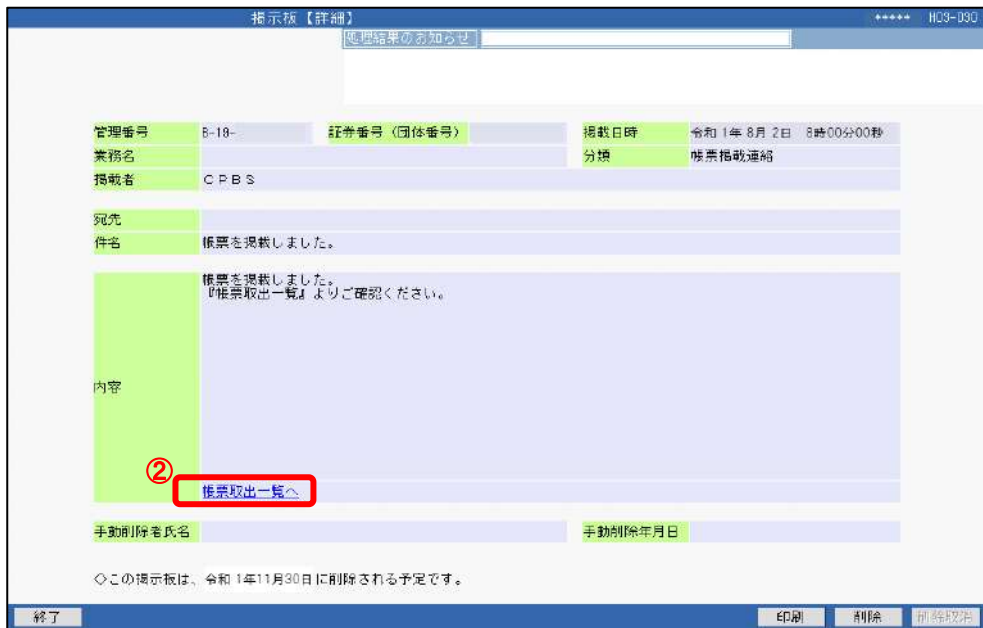 掲示板【詳細】 ***** H09-090
処理結果のお知らせ
管理番号 B-19- 証券番号（団体番号） 掲載日時 令和 1年 8月 2日 8時00分00秒
業務名 分類 帳票掲載連絡
掲載者 ＣＰＢＳ
宛先
件名 帳票を掲載しました。
帳票を掲載しました。
『帳票取出一覧』よりご確認ください。
内容
②
帳票取出一覧へ
手動削除者氏名 手動削除年月日
◇この掲示板は、令和 1年11月30日に削除される予定です。
終了 印刷 削除 削除取消